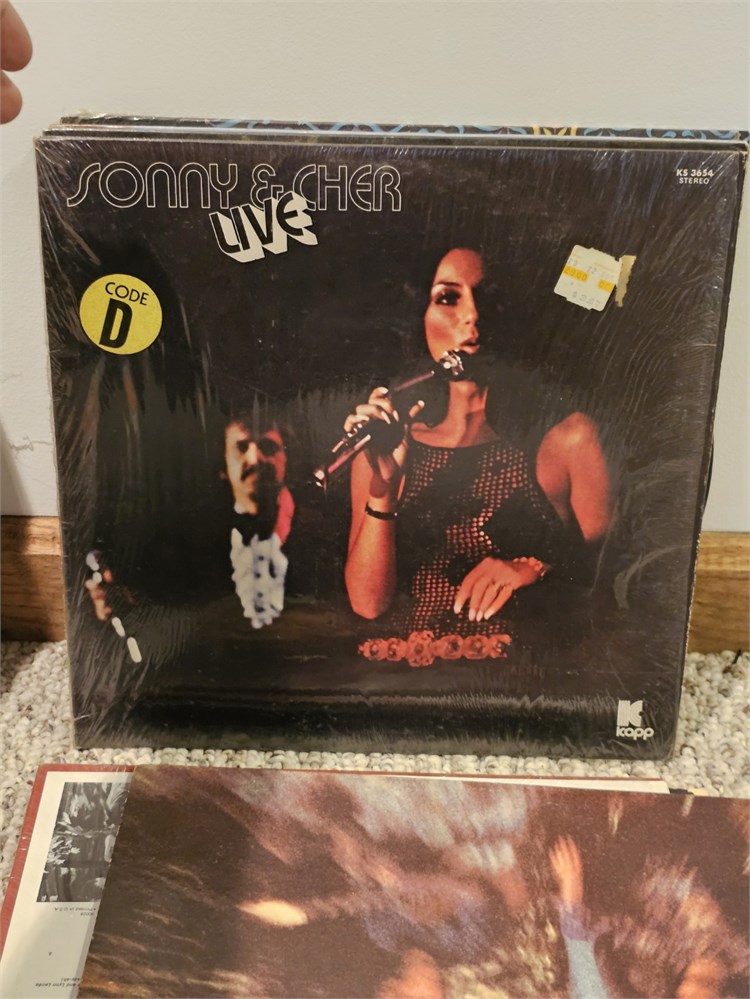 SONNY & CHER
LIVE
KS 3654
STEREO
CODE
D
K
kapp